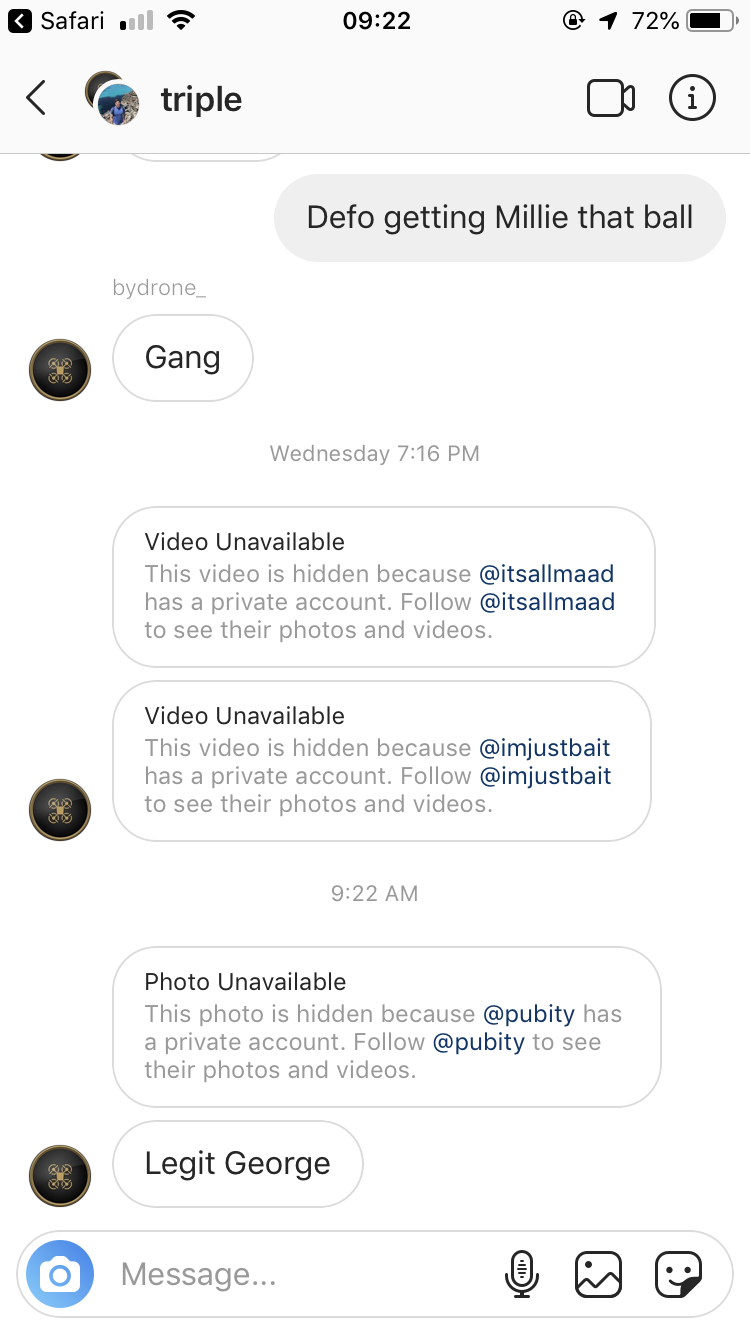 Safari 09:22 72%
triple
Defo getting Millie that ball
bydrone_
Gang
Wednesday 7:16 PM
Video Unavailable
This video is hidden because @itsallmaad
has a private account. Follow @itsallmaad
to see their photos and videos.
Video Unavailable
This video is hidden because @imjustbait
has a private account. Follow @imjustbait
to see their photos and videos.
9:22 AM
Photo Unavailable
This photo is hidden because @pubity has
a private account. Follow @pubity to see
their photos and videos.
Legit George
Message...